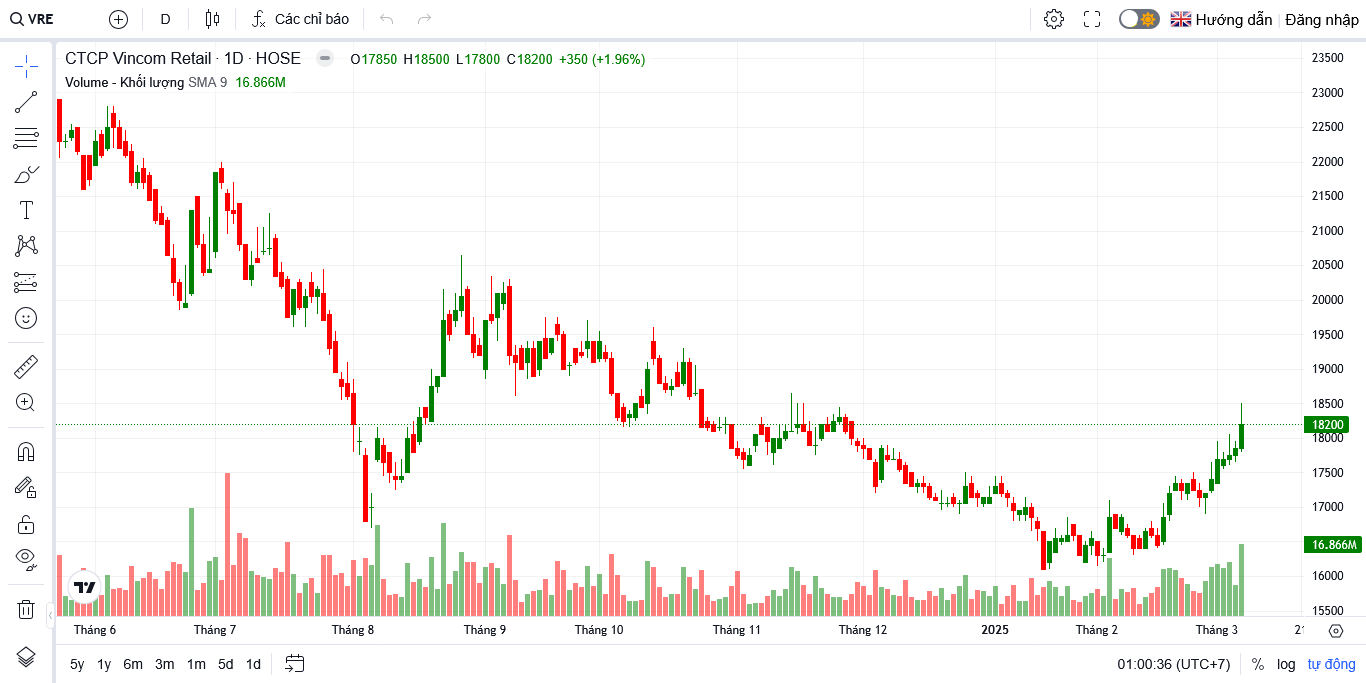 VRE D Các chỉ báo Hướng dẫn Đăng nhập
CTCP Vincom Retail · 1D · HOSE O17850 H18500 L17800 C18200 +350 (+1.96%)
Volume - Khối lượng SMA 9 16.866M
23500
23000
22500
22000
21500
21000
20500
20000
19500
19000
18500
18200
18000
17500
17000
16.866M
16000
15500
Tháng 6 Tháng 7 Tháng 8 Tháng 9 Tháng 10 Tháng 11 Tháng 12 2025 Tháng 2 Tháng 3 21
5y 1y 6m 3m 1m 5d 1d 01:00:36 (UTC+7) % log tự động